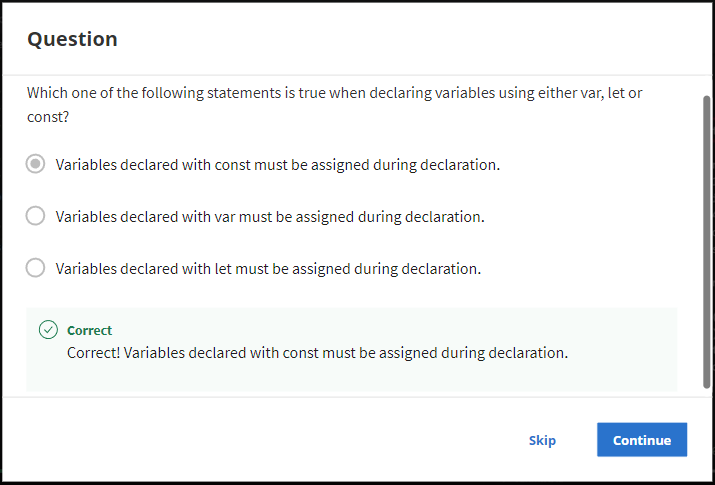 Question
Which one of the following statements is true when declaring variables using either var, let or
const?
Variables declared with const must be assigned during declaration.
Variables declared with var must be assigned during declaration.
Variables declared with let must be assigned during declaration.
Correct
Correct! Variables declared with const must be assigned during declaration.
Skip
Continue